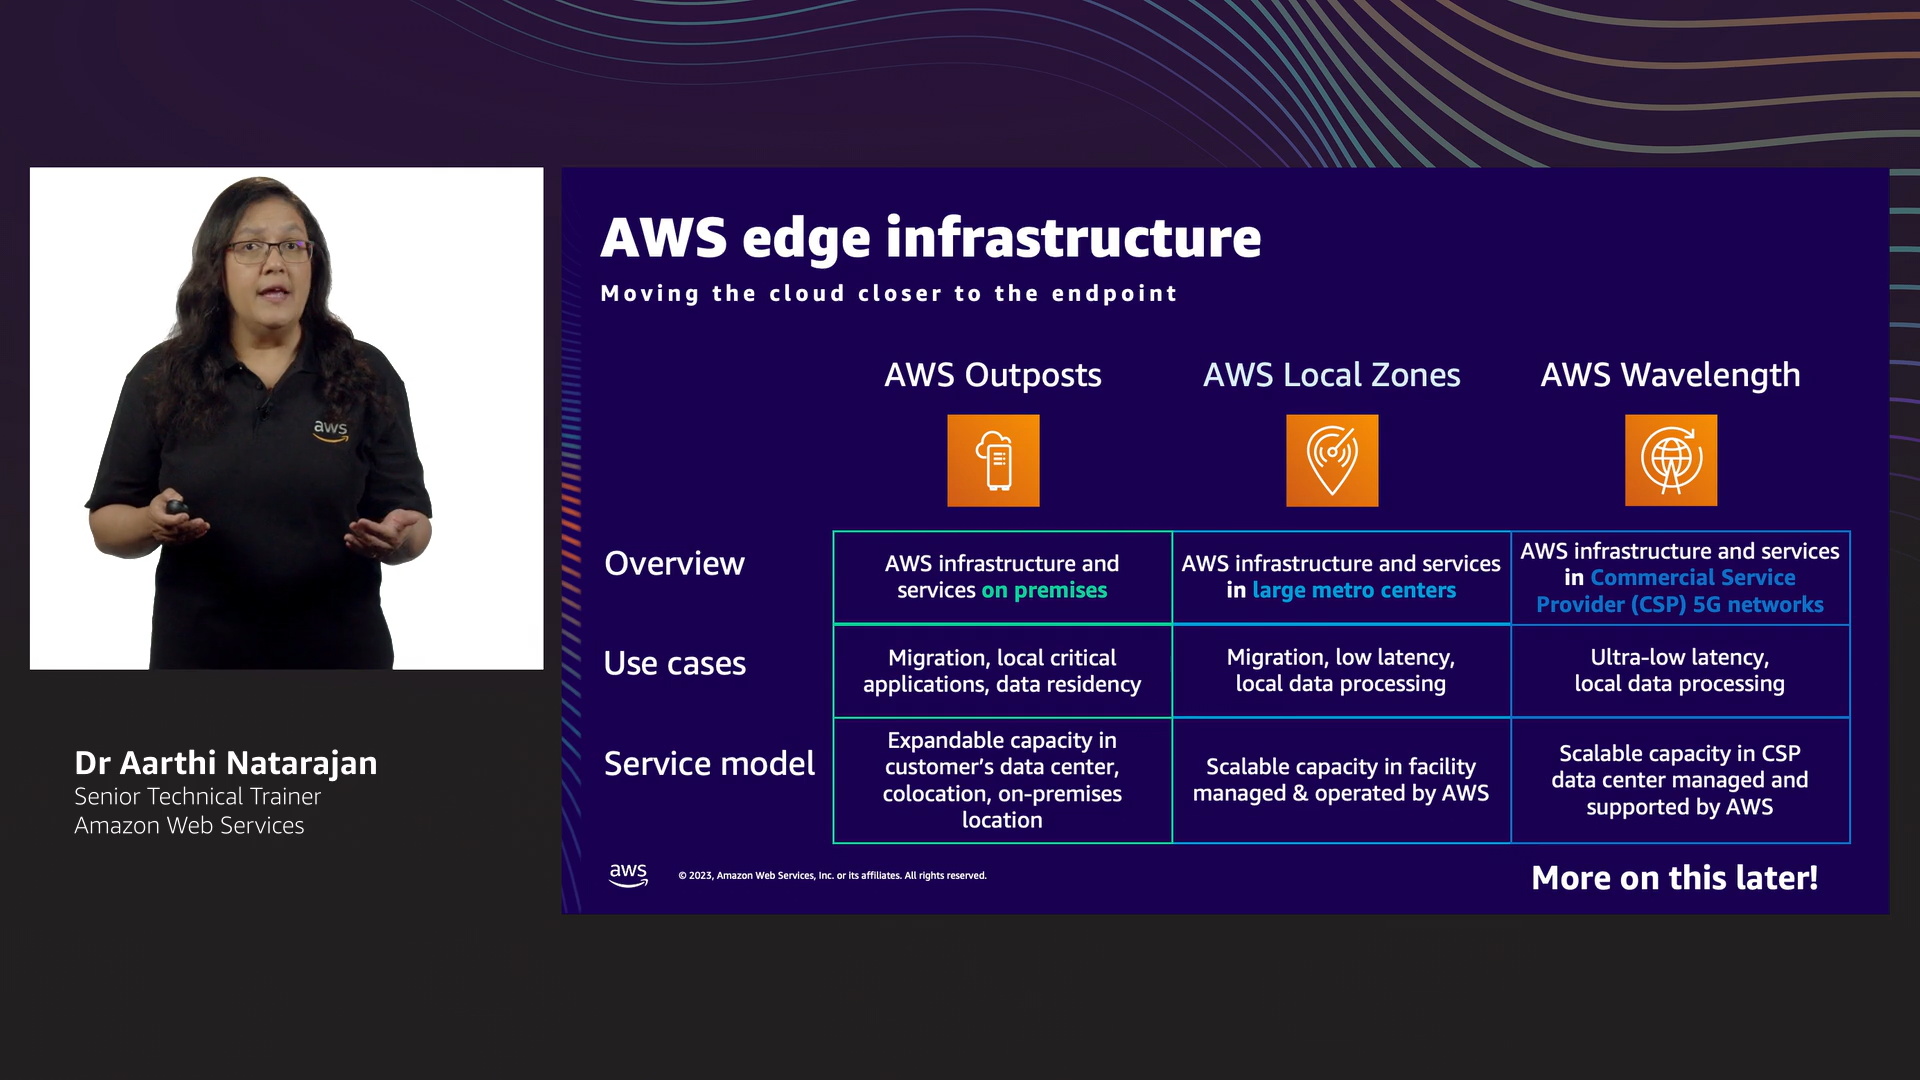 aws
Dr Aarthi Natarajan
Senior Technical Trainer
Amazon Web Services
AWS edge infrastructure
Moving the cloud closer to the endpoint
AWS Outposts
AWS Local Zones
AWS Wavelength
Overview
AWS infrastructure and
services on premises
AWS infrastructure and services
in large metro centers
AWS infrastructure and services
in Commercial Service
Provider (CSP) 5G networks
Use cases
Migration, local critical
applications, data residency
Migration, low latency,
local data processing
Ultra-low latency,
local data processing
Service model
Expandable capacity in
customer’s data center,
colocation, on-premises
location
Scalable capacity in facility
managed & operated by AWS
Scalable capacity in CSP
data center managed and
supported by AWS
aws
© 2023, Amazon Web Services, Inc. or its affiliates. All rights reserved.
More on this later!